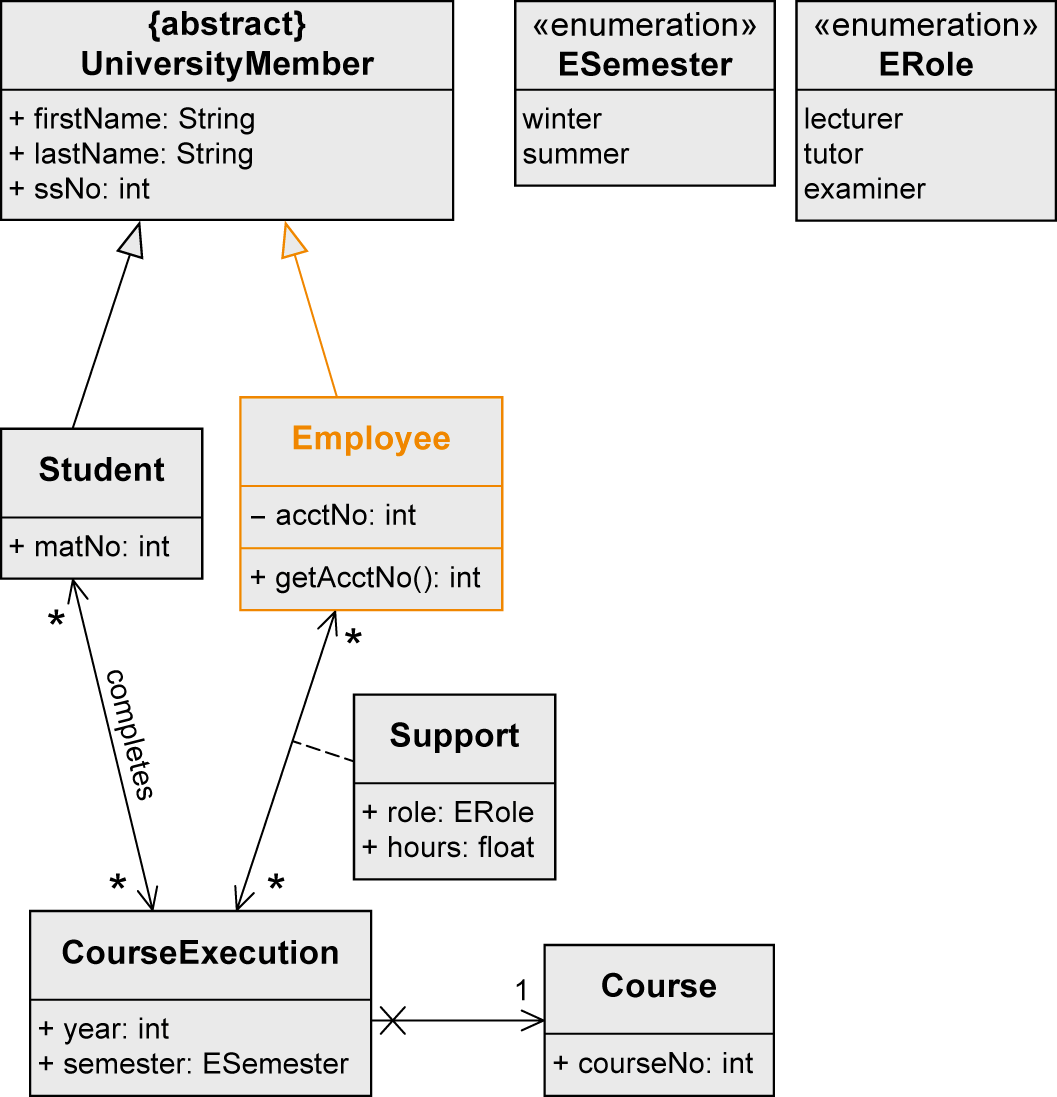 {abstract}
UniversityMember
+ firstName: String
+ lastName: String
+ ssNo: int
«enumeration»
ESemester
winter
summer
«enumeration»
ERole
lecturer
tutor
examiner
Student
+ matNo: int
Employee
– acctNo: int
+ getAcctNo(): int
*
*
completes
Support
+ role: ERole
+ hours: float
*
*
CourseExecution
+ year: int
+ semester: ESemester
1
Course
+ courseNo: int